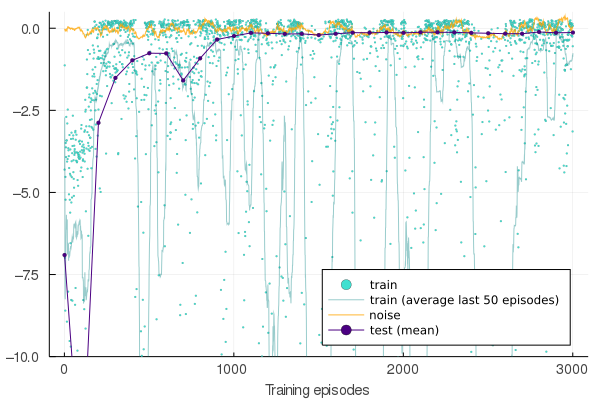 0.0
−2.5
−5.0
−7.5
−10.0
0
1000
2000
3000
Training episodes
train
train (average last 50 episodes)
noise
test (mean)